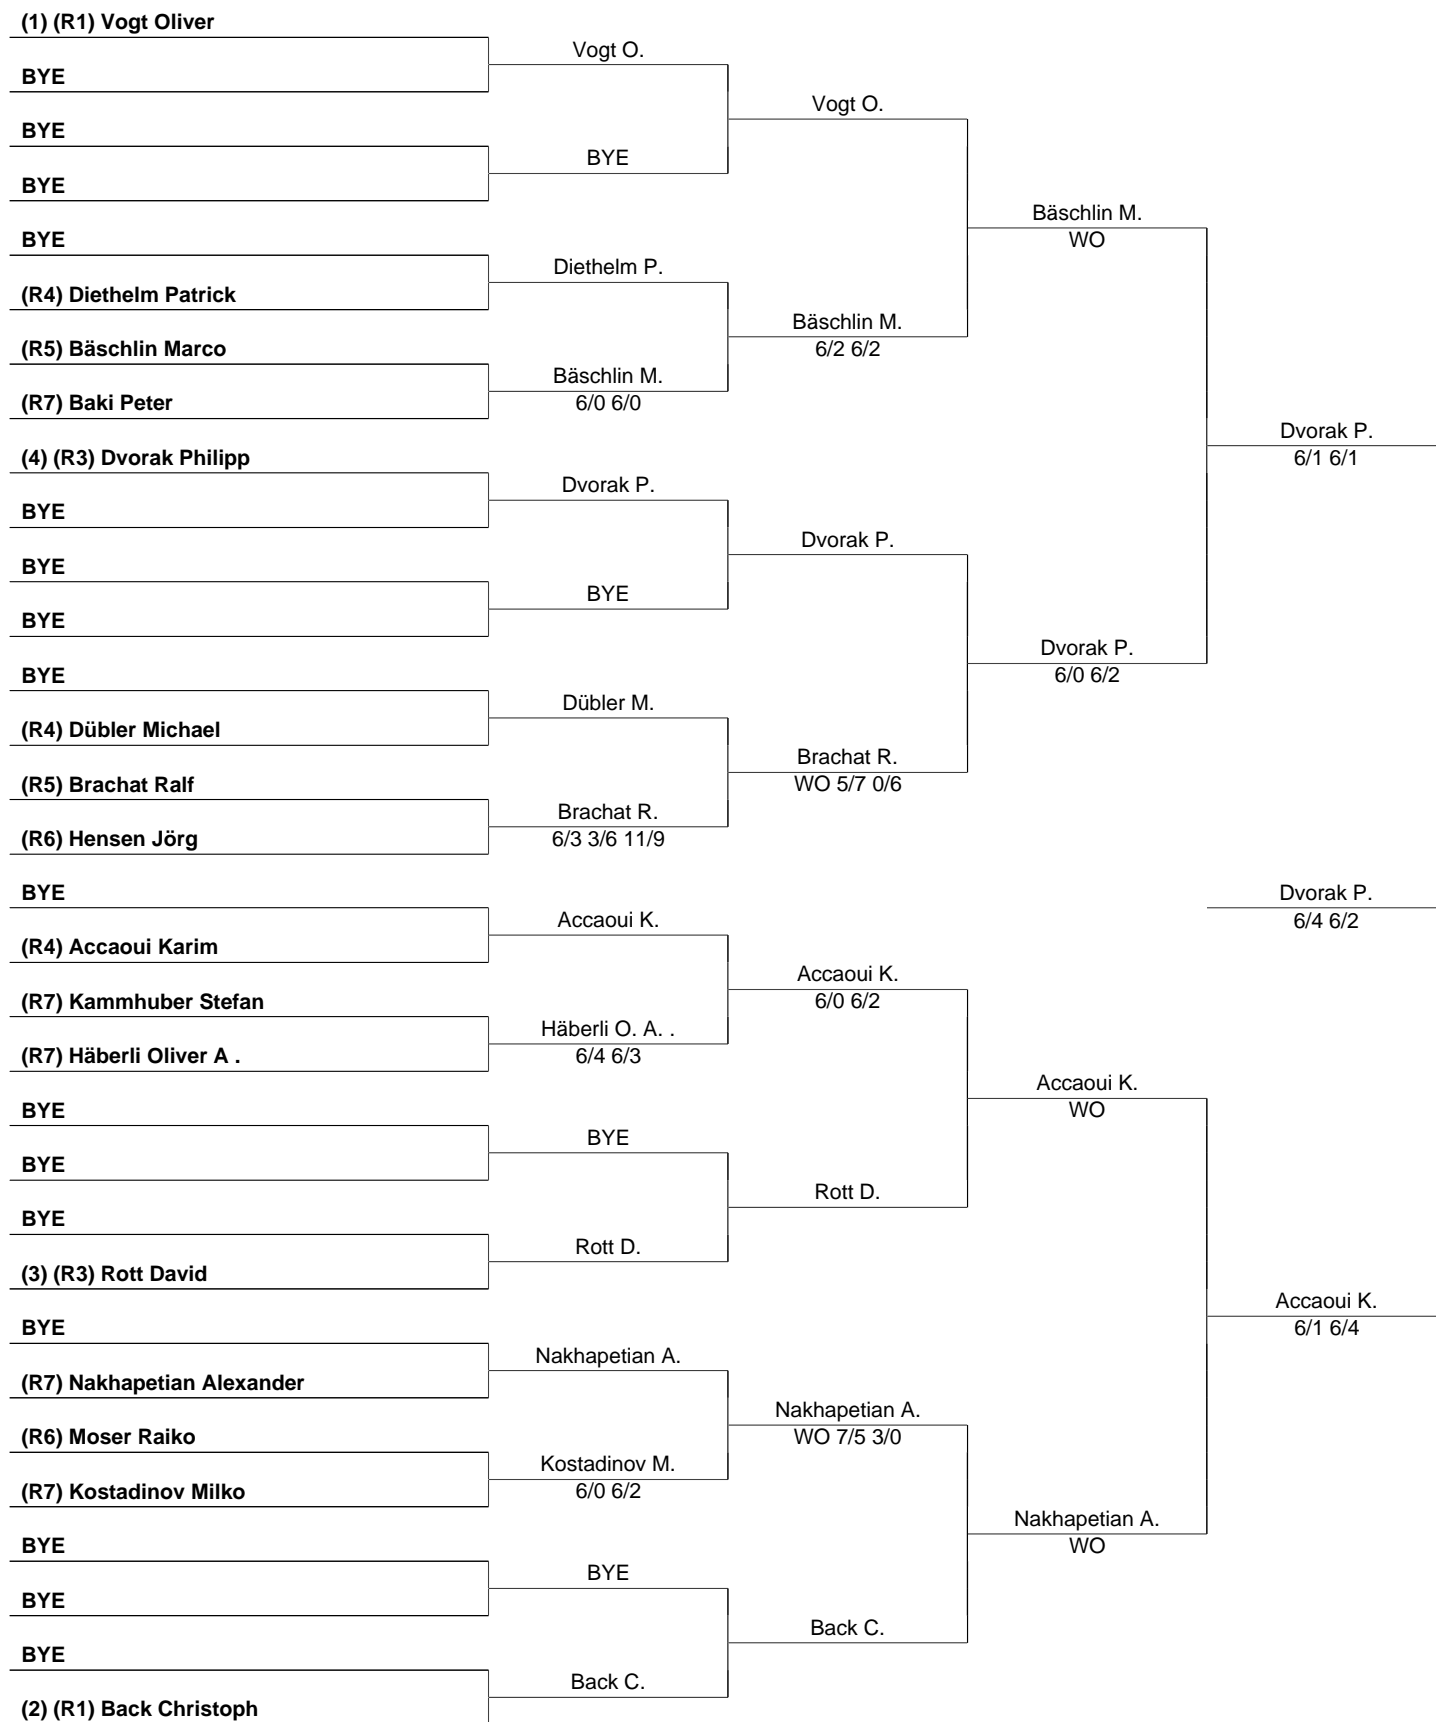 (1) (R1) Vogt Oliver
Vogt O.
BYE
Vogt O.
BYE
BYE
BYE
Bäschlin M.
WO
BYE
Diethelm P.
(R4) Diethelm Patrick
Bäschlin M.
6/2 6/2
(R5) Bäschlin Marco
Bäschlin M.
6/0 6/0
(R7) Baki Peter
Dvorak P.
6/1 6/1
(4) (R3) Dvorak Philipp
Dvorak P.
BYE
Dvorak P.
BYE
BYE
BYE
Dvorak P.
6/0 6/2
BYE
Dübler M.
(R4) Dübler Michael
Brachat R.
WO 5/7 0/6
(R5) Brachat Ralf
Brachat R.
6/3 3/6 11/9
(R6) Hensen Jörg
BYE
Dvorak P.
6/4 6/2
Accaoui K.
(R4) Accaoui Karim
Accaoui K.
6/0 6/2
(R7) Kammhuber Stefan
Häberli O. A. .
6/4 6/3
(R7) Häberli Oliver A .
Accaoui K.
WO
BYE
BYE
BYE
Rott D.
BYE
Rott D.
(3) (R3) Rott David
Accaoui K.
6/1 6/4
BYE
Nakhapetian A.
(R7) Nakhapetian Alexander
Nakhapetian A.
WO 7/5 3/0
(R6) Moser Raiko
Kostadinov M.
6/0 6/2
(R7) Kostadinov Milko
Nakhapetian A.
WO
BYE
BYE
BYE
Back C.
BYE
Back C.
(2) (R1) Back Christoph